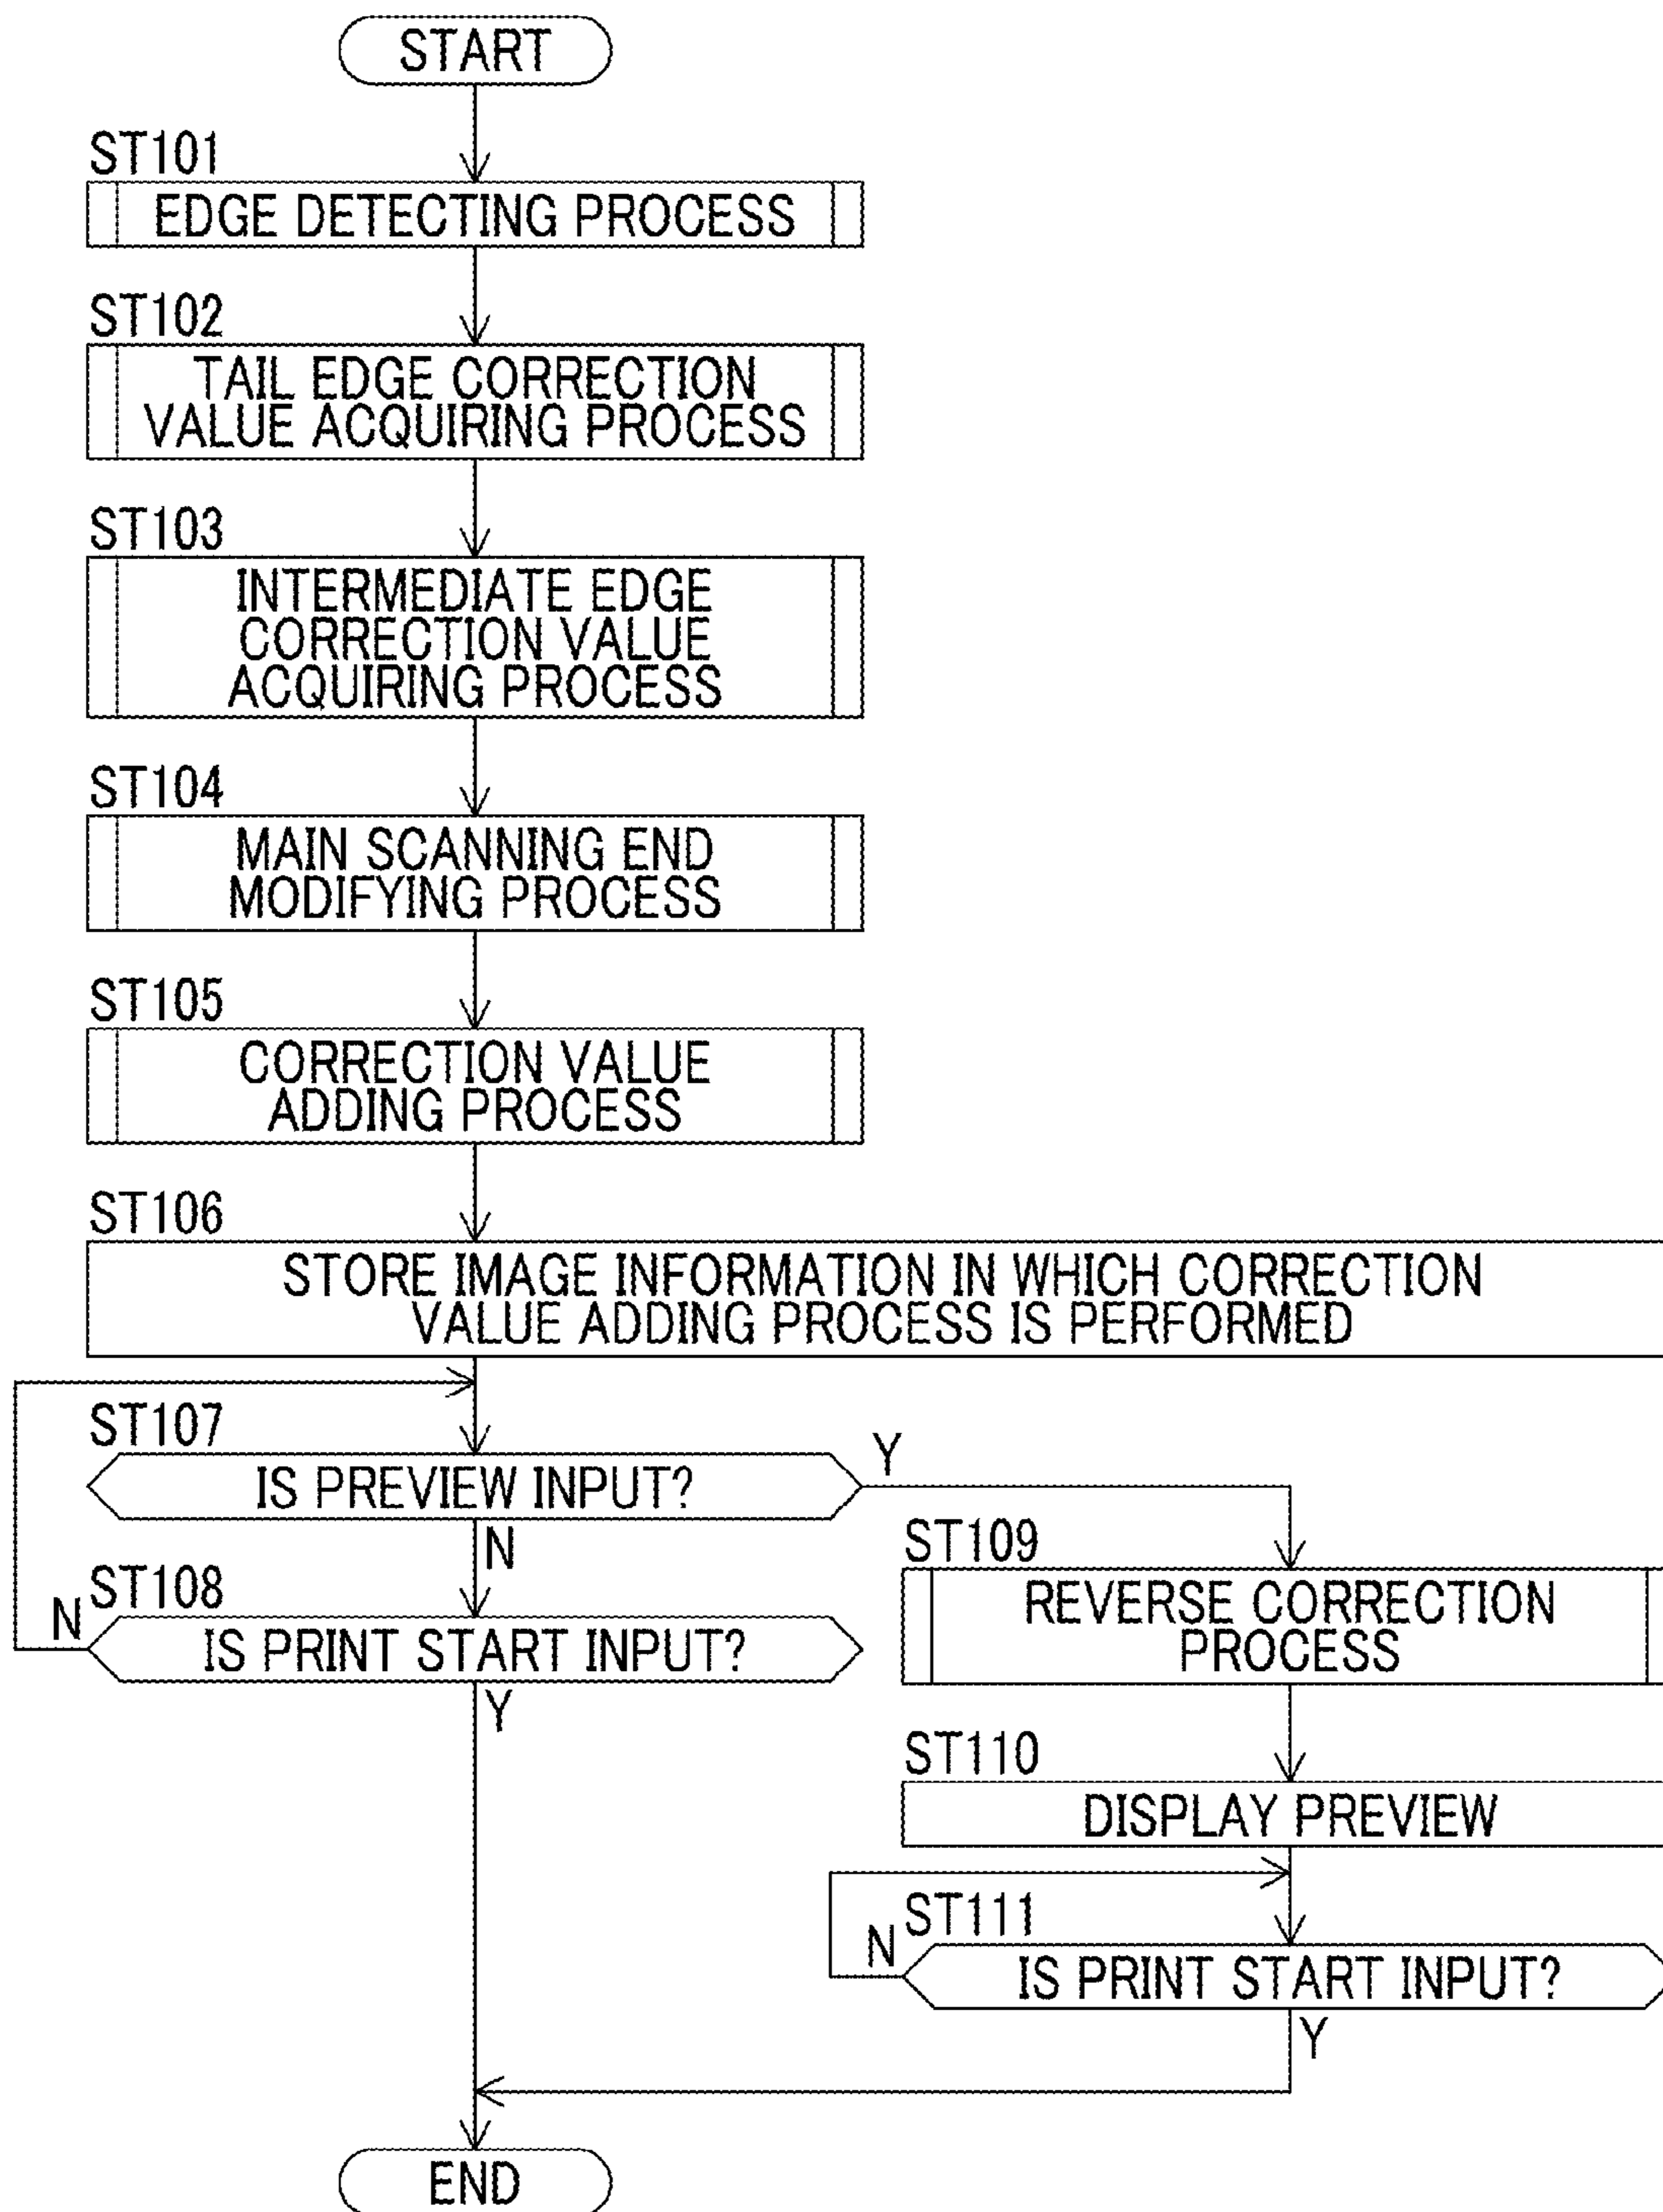 START
ST101
EDGE DETECTING PROCESS
ST102
TAIL EDGE CORRECTION
VALUE ACQUIRING PROCESS
ST103
INTERMEDIATE EDGE
CORRECTION VALUE
ACQUIRING PROCESS
ST104
MAIN SCANNING END
MODIFYING PROCESS
ST105
CORRECTION VALUE
ADDING PROCESS
ST106
STORE IMAGE INFORMATION IN WHICH CORRECTION
VALUE ADDING PROCESS IS PERFORMED
ST107
IS PREVIEW INPUT?
Y
N
ST108
IS PRINT START INPUT?
N
Y
ST109
REVERSE CORRECTION
PROCESS
ST110
DISPLAY PREVIEW
ST111
IS PRINT START INPUT?
N
Y
END